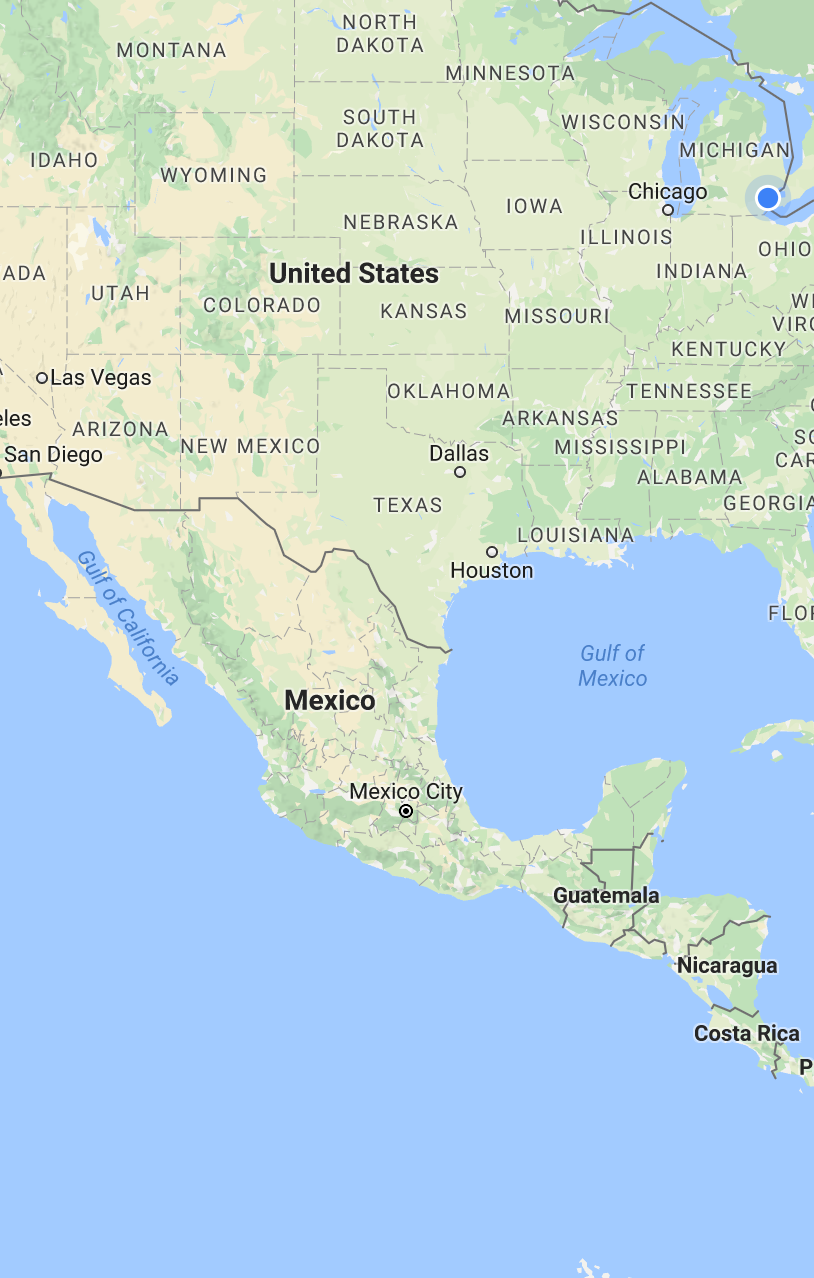 NORTH
DAKOTA
MONTANA
MINNESOTA
SOUTH
DAKOTA
WISCONSIN
MICHIGAN
IDAHO
WYOMING
Chicago
IOWA
NEBRASKA
ILLINOIS
OHIO
ADA
United States
INDIANA
UTAH
COLORADO
KANSAS
MISSOURI
WE
VIRG
KENTUCKY
Las Vegas
OKLAHOMA
TENNESSEE
eles
ARKANSAS
ARIZONA
NEW MEXICO
MISSISSIPPI
SO
CAR
San Diego
Dallas
ALABAMA
TEXAS
GEORGIA
LOUISIANA
Houston
Gulf of California
FLOR
Gulf of
Mexico
Mexico
Mexico City
Guatemala
Nicaragua
Costa Rica
P